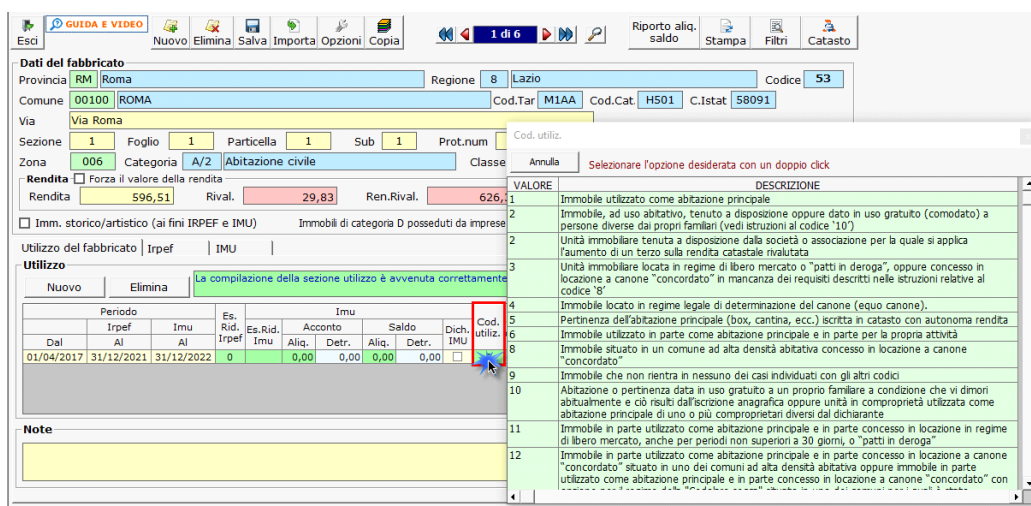 GUIDA E VIDEO
Esci Nuovo Elimina Salva Importa Opzioni Copia 1 di 6 Riporto aliq. saldo Stampa Filtri Catasto
Dati del fabbricato
Provincia RM Roma Regione 8 Lazio Codice 53
Comune 00100 ROMA Cod.Tar M1AA Cod.Cat. H501 C.Istat 58091
Via Via Roma
Sezione 1 Foglio 1 Particella 1 Sub 1 Prot.num
Zona 006 Categoria A/2 Abitazione civile Classe
Rendita Forza il valore della rendita
Rendita 596,51 Rival. 29,83 Ren.Rival.
Imm. storico/artistico (ai fini IRPEF e IMU) Immobili di categoria D posseduti da imprese
Utilizzo del fabbricato Irpef IMU
Utilizzo
Nuovo Elimina La compilazione della sezione utilizzo è avvenuta correttamente
Periodo Es. Rid. Irpef Imu Cod. utiliz.
Irpef Imu Es.Rid. Imu Acconto Saldo Dich. IMU
Dal Al Al Aliq. Detr. Aliq. Detr.
01/04/2017 31/12/2021 31/12/2022 0 0,00 0,00 0,00 0,00
Note
Cod. utiliz.
Annulla Selezionare l'opzione desiderata con un doppio click
VALORE DESCRIZIONE
1 Immobile utilizzato come abitazione principale
2 Immobile, ad uso abitativo, tenuto a disposizione oppure dato in uso gratuito (comodato) a
persone diverse dai propri familiari (vedi istruzioni al codice '10')
2 Unità immobiliare tenuta a disposizione dalla società o associazione per la quale si applica
l'aumento di un terzo sulla rendita catastale rivalutata
3 Unità immobiliare locata in regime di libero mercato o "patti in deroga", oppure concesso in
locazione a canone "concordato" in mancanza dei requisiti descritti nelle istruzioni relative al
codice '8'
4 Immobile locato in regime legale di determinazione del canone (equo canone).
5 Pertinenza dell'abitazione principale (box, cantina, ecc.) iscritta in catasto con autonoma rendita
6 Immobile utilizzato in parte come abitazione principale e in parte per la propria attività
8 Immobile situato in un comune ad alta densità abitativa concesso in locazione a canone
"concordato"
9 Immobile che non rientra in nessuno dei casi individuati con gli altri codici
10 Abitazione o pertinenza data in uso gratuito a un proprio familiare a condizione che vi dimori
abitualmente e ciò risulti dall'iscrizione anagrafica oppure unità in comproprietà utilizzata come
abitazione principale di uno o più comproprietari diversi dal dichiarante
11 Immobile in parte utilizzato come abitazione principale e in parte concesso in locazione in regime
di libero mercato, anche per periodi non superiori a 30 giorni, o "patti in deroga"
12 Immobile in parte utilizzato come abitazione principale e in parte concesso in locazione a canone
"concordato" situato in uno dei comuni ad alta densità abitativa oppure immobile in parte
utilizzato come abitazione principale e in parte concesso in locazione a canone "concordato" con